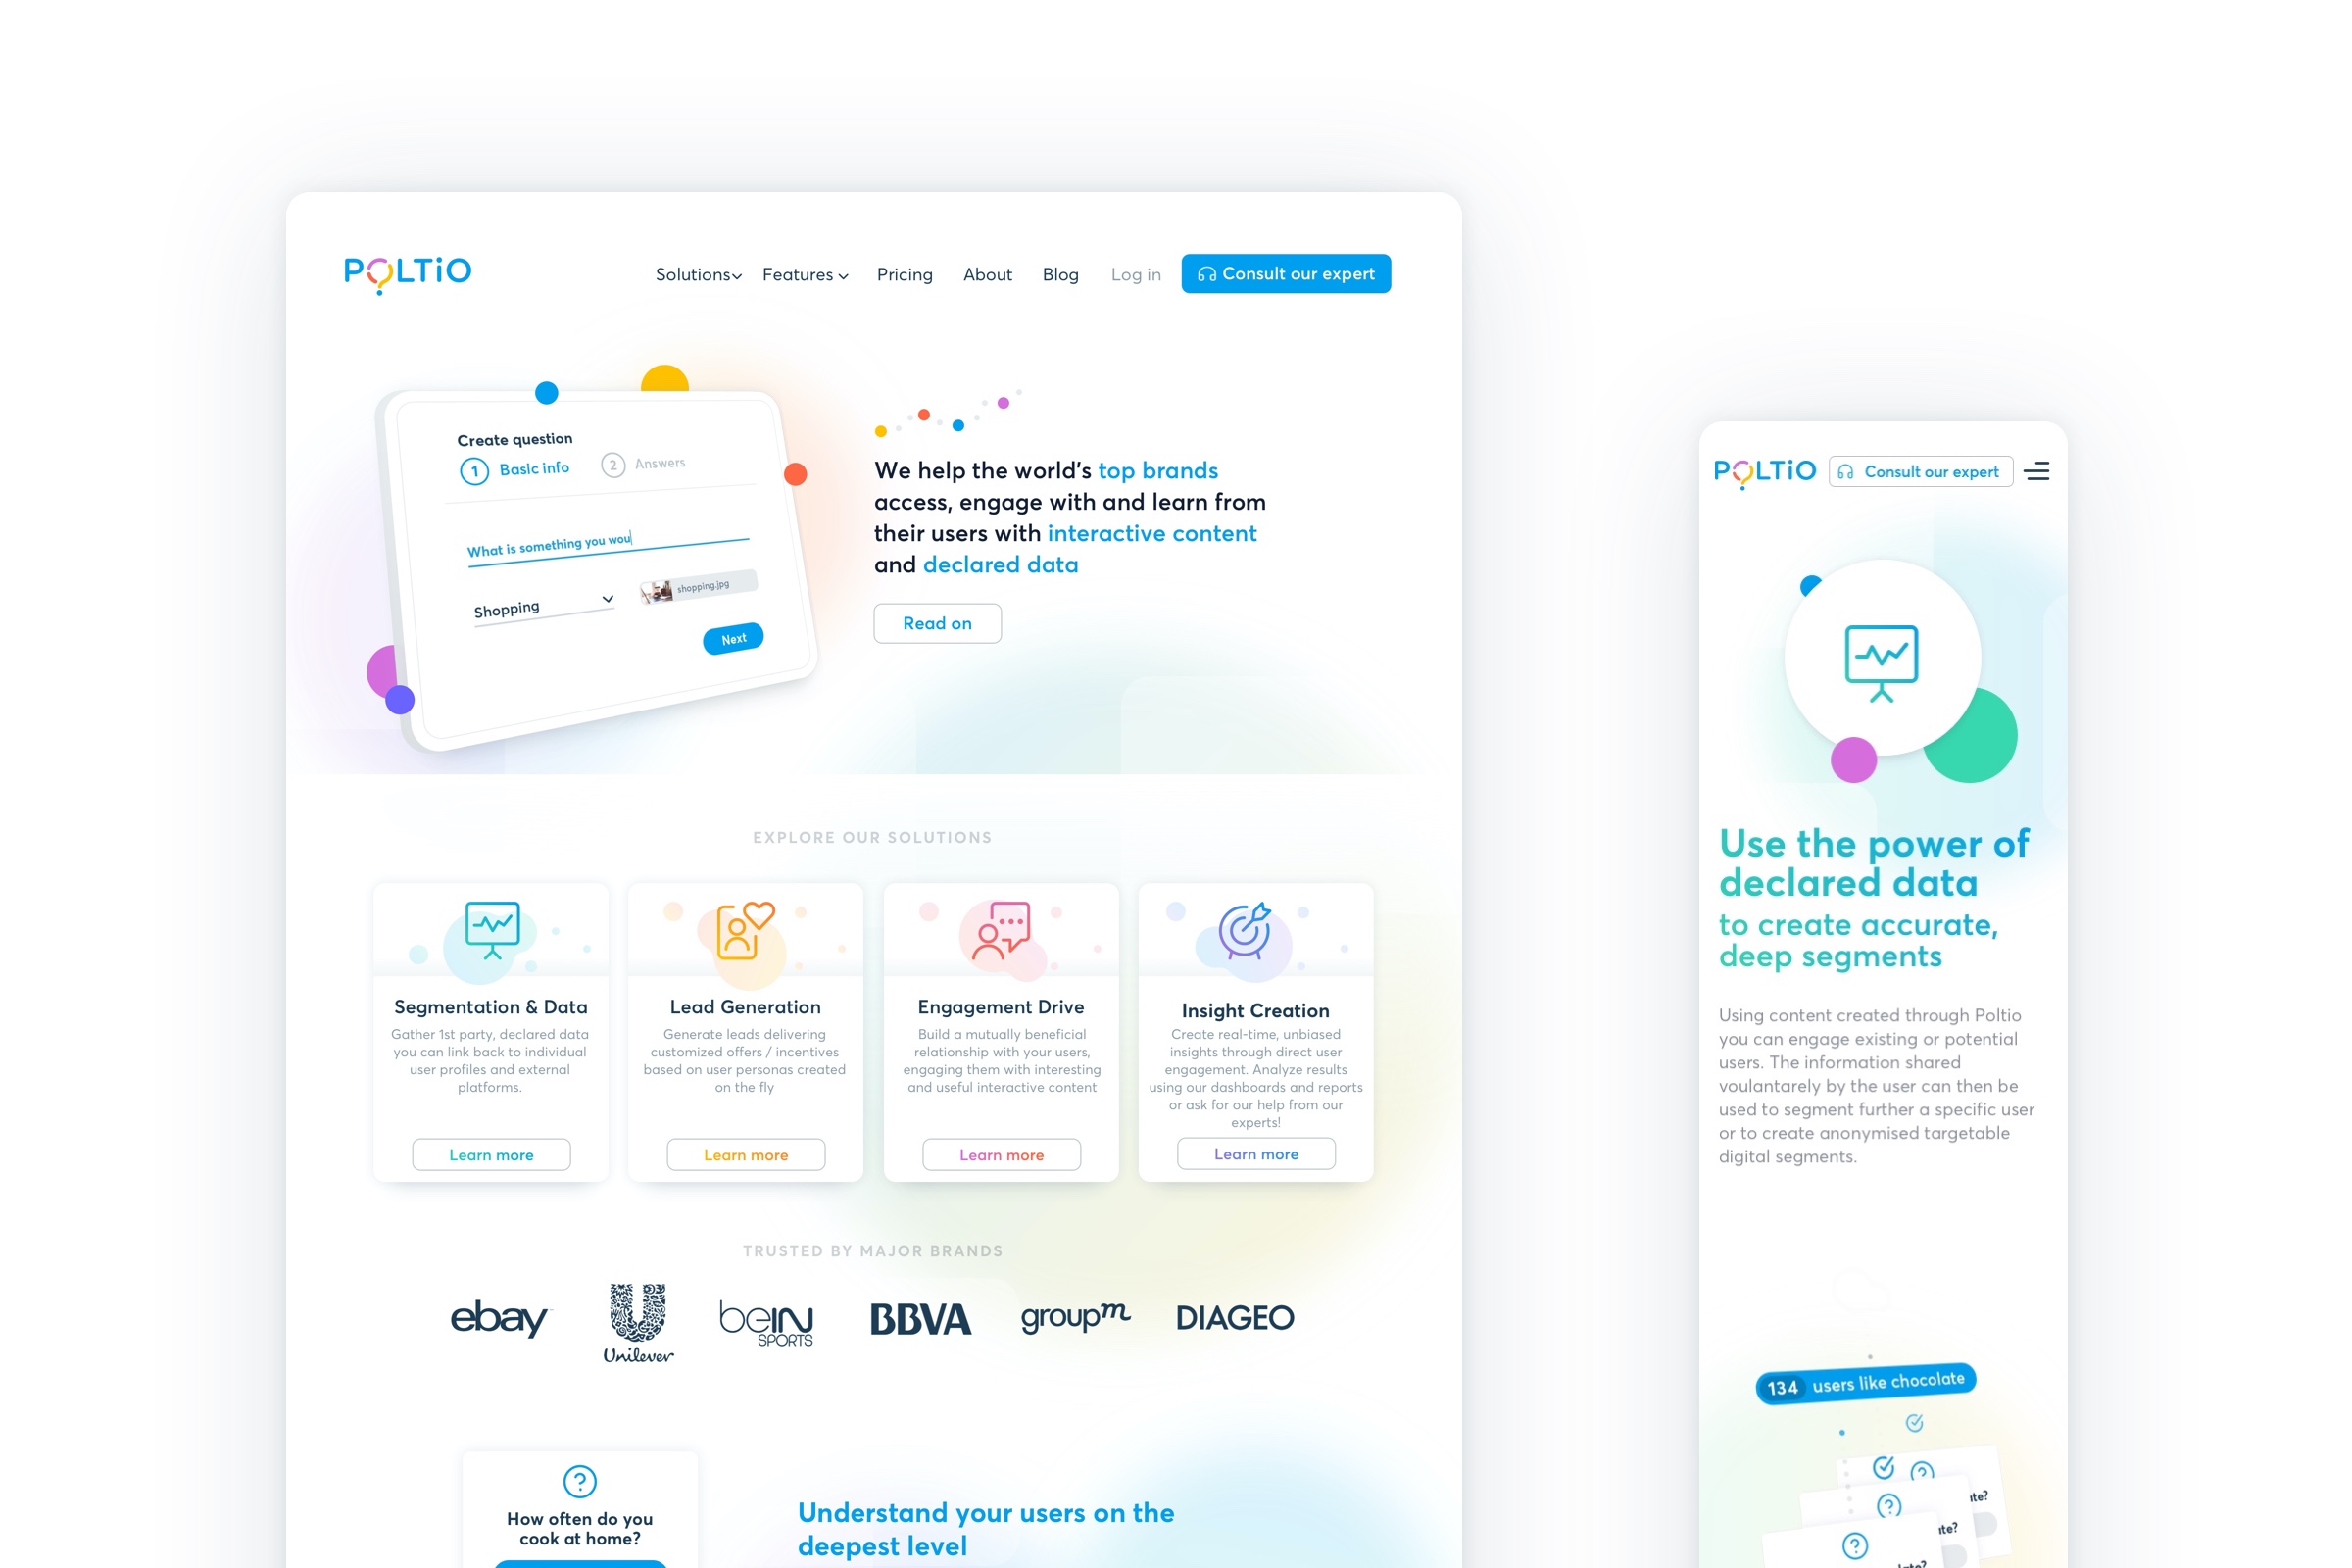 POLTiO
Solutions Features Pricing About Blog Log in Consult our expert
Create question
1 Basic info 2 Answers
What is something you wou
Shopping
shopping.jpg
Next
We help the world's top brands
access, engage with and learn from
their users with interactive content
and declared data
Read on
EXPLORE OUR SOLUTIONS
Segmentation & Data
Gather 1st party, declared data
you can link back to individual
user profiles and external
platforms.
Learn more
Lead Generation
Generate leads delivering
customized offers / incentives
based on user personas created
on the fly
Learn more
Engagement Drive
Build a mutually beneficial
relationship with your users,
engaging them with interesting
and useful interactive content
Learn more
Insight Creation
Create real-time, unbiased
insights through direct user
engagement. Analyze results
using our dashboards and reports
or ask for our help from our
experts!
Learn more
TRUSTED BY MAJOR BRANDS
ebay
Unilever
beIN
SPORTS
BBVA
groupm
DIAGEO
How often do you
cook at home?
Understand your users on the
deepest level
POLTiO
Consult our expert
Use the power of
declared data
to create accurate,
deep segments
Using content created through Poltio
you can engage existing or potential
users. The information shared
voulantarely by the user can then be
used to segment further a specific user
or to create anonymised targetable
digital segments.
134 users like chocolate